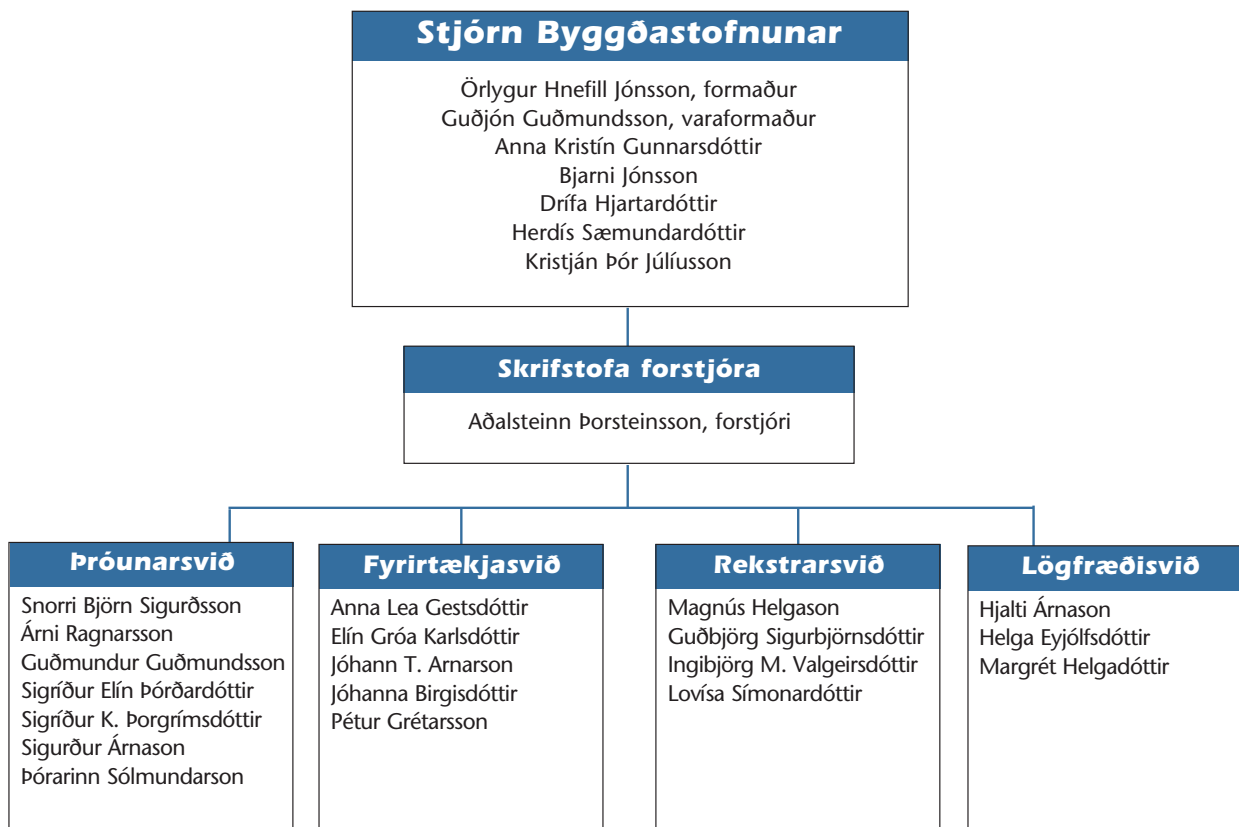 Stjórn Byggðastofnunar
Örlygur Hnefill Jónsson, formaður
Guðjón Guðmundsson, varaformaður
Anna Kristín Gunnarsdóttir
Bjarni Jónsson
Drífa Hjartardóttir
Herdís Sæmundardóttir
Kristján Þór Júlíusson
Skrifstofa forstjóra
Aðalsteinn Þorsteinsson, forstjóri
Þróunarsvið
Snorri Björn Sigurðsson
Árni Ragnarsson
Guðmundur Guðmundsson
Sigríður Elín Þórðardóttir
Sigríður K. Þorgrímsdóttir
Sigurður Árnason
Þórarinn Sólmundarson
Fyrirtækjasvið
Anna Lea Gestsdóttir
Elín Gróa Karlsdóttir
Jóhann T. Arnarson
Jóhanna Birgisdóttir
Pétur Grétarsson
Rekstrarsvið
Magnús Helgason
Guðbjörg Sigurbjörnsdóttir
Ingibjörg M. Valgeirsdóttir
Lovísa Símonardóttir
Lögfræðisvið
Hjalti Árnason
Helga Eyjólfsdóttir
Margrét Helgadóttir